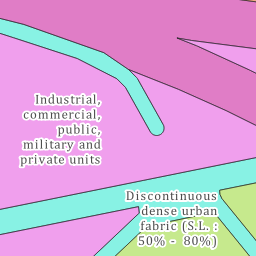 Industrial,
commercial,
public,
military and
private units
Discontinuous
dense urban
fabric (S.L. :
50% - 80%)